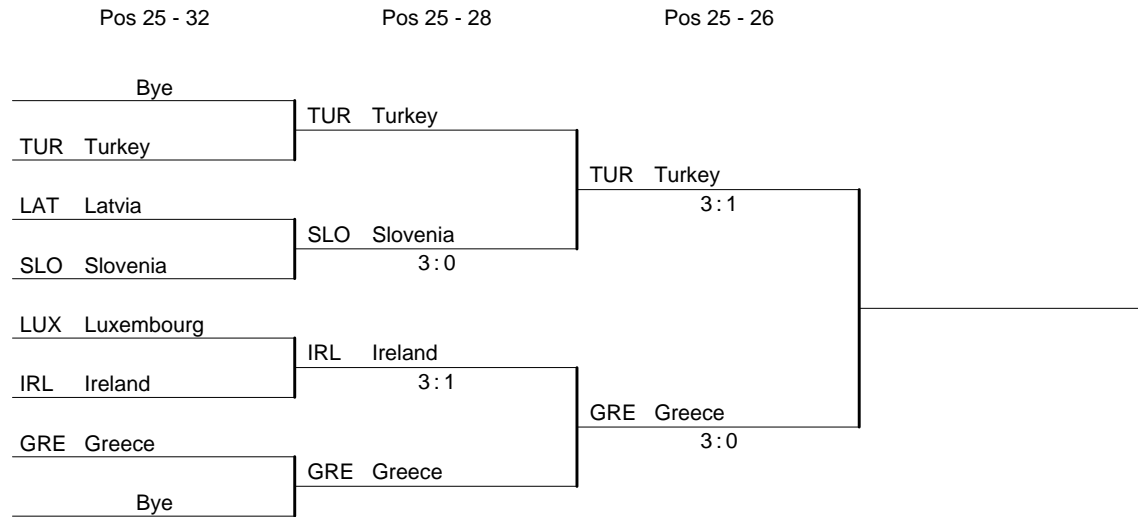 Pos 25 - 32 Pos 25 - 28 Pos 25 - 26
Bye
TUR Turkey
TUR Turkey
TUR Turkey
3 : 1
LAT Latvia
SLO Slovenia
3 : 0
SLO Slovenia
LUX Luxembourg
IRL Ireland
3 : 1
IRL Ireland
GRE Greece
3 : 0
GRE Greece
GRE Greece
Bye